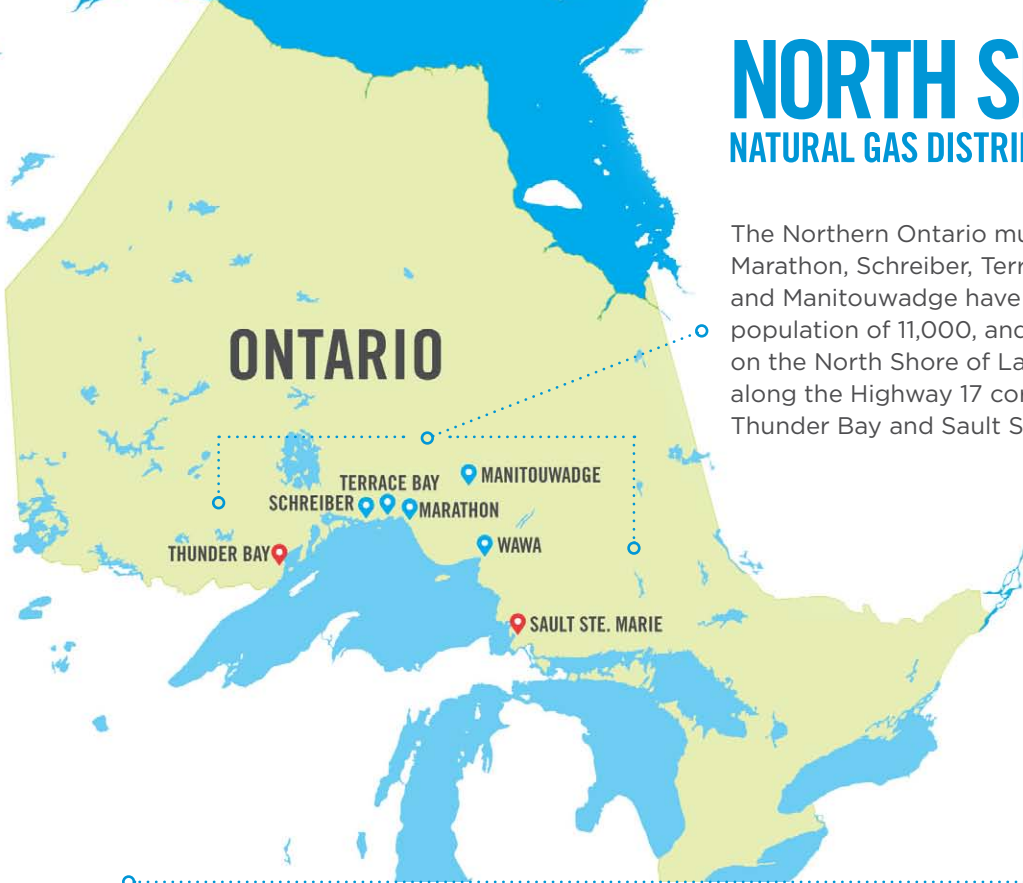 NORTH S
NATURAL GAS DISTRI
The Northern Ontario mu
Marathon, Schreiber, Terr
and Manitouwadge have
population of 11,000, and
on the North Shore of La
along the Highway 17 cor
Thunder Bay and Sault S
ONTARIO
MANITOUWADGE
TERRACE BAY
SCHREIBER
MARATHON
THUNDER BAY
WAWA
SAULT STE. MARIE